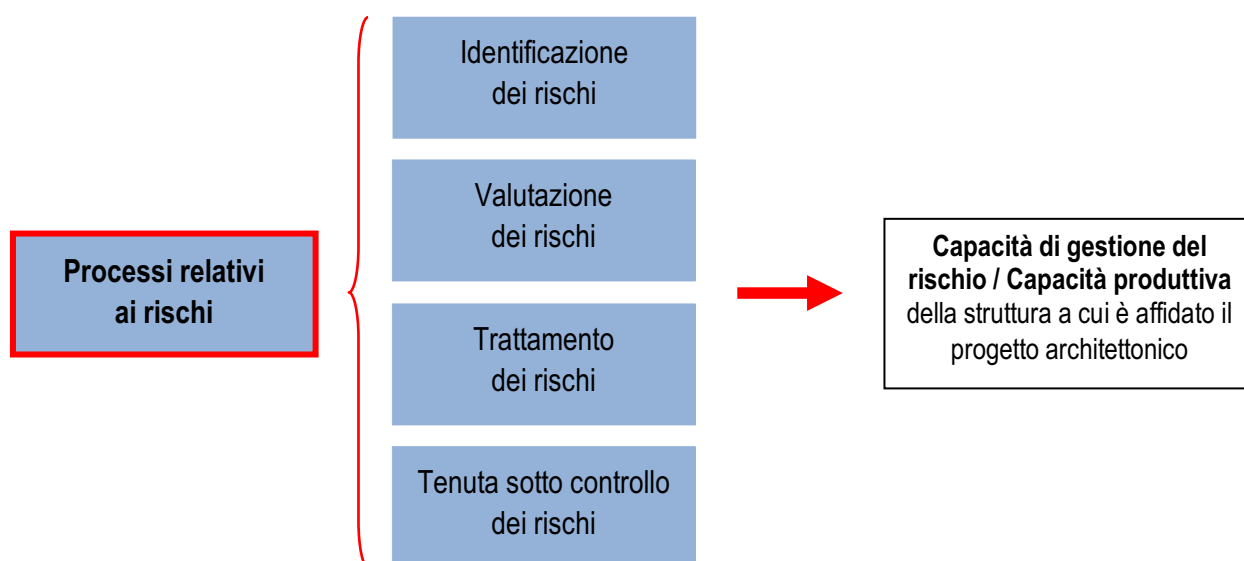 Processi relativi
ai rischi
Identificazione
dei rischi
Valutazione
dei rischi
Trattamento
dei rischi
Tenuta sotto controllo
dei rischi
Capacità di gestione del
rischio / Capacità produttiva
della struttura a cui è affidato il
progetto architettonico